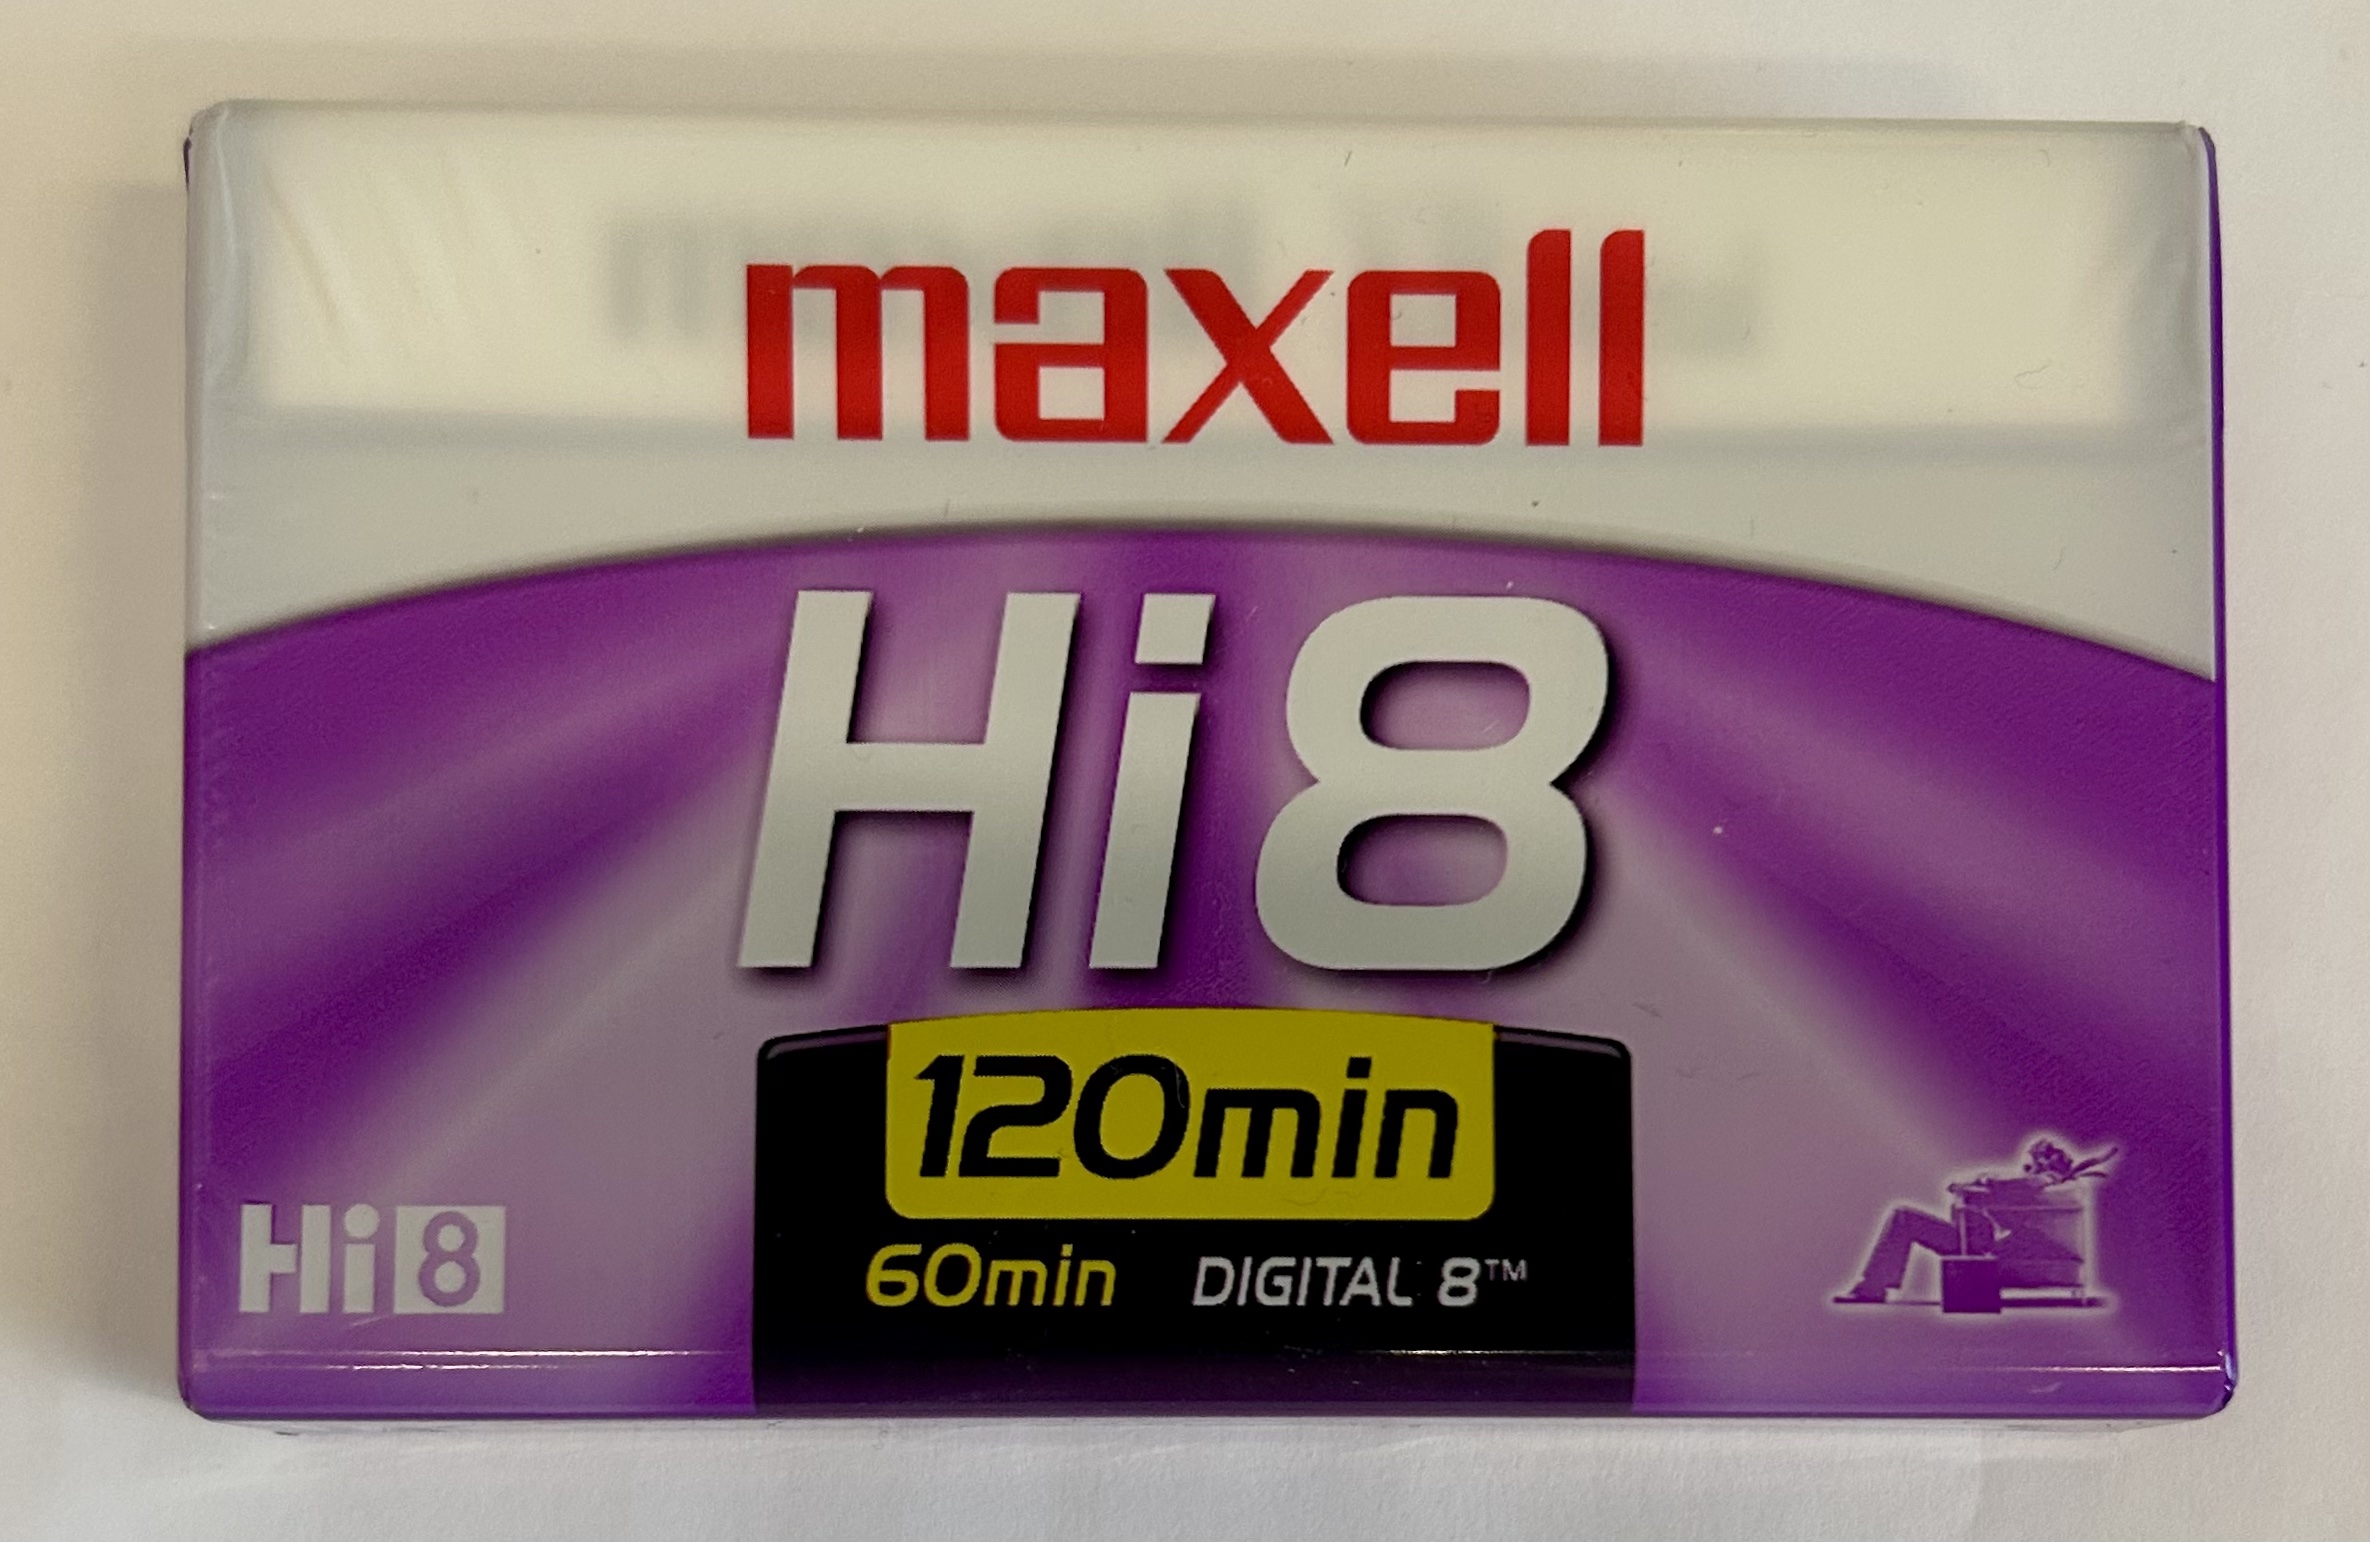 maxell
Hi8
120min
60min DIGITAL 8™
Hi8